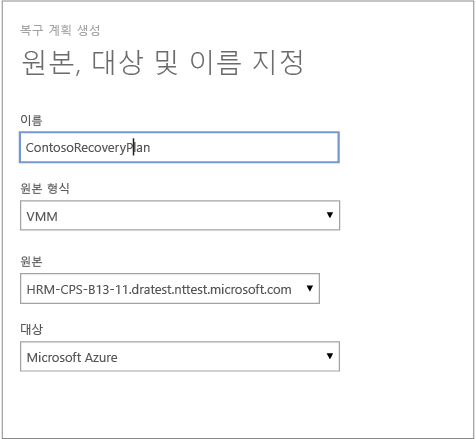 복구 계획 생성
원본, 대상 및 이름 지정
이름
ContosoRecoveryPlan
원본 형식
VMM
원본
HRM-CPS-B13-11.dratest.nttest.microsoft.com
대상
Microsoft Azure